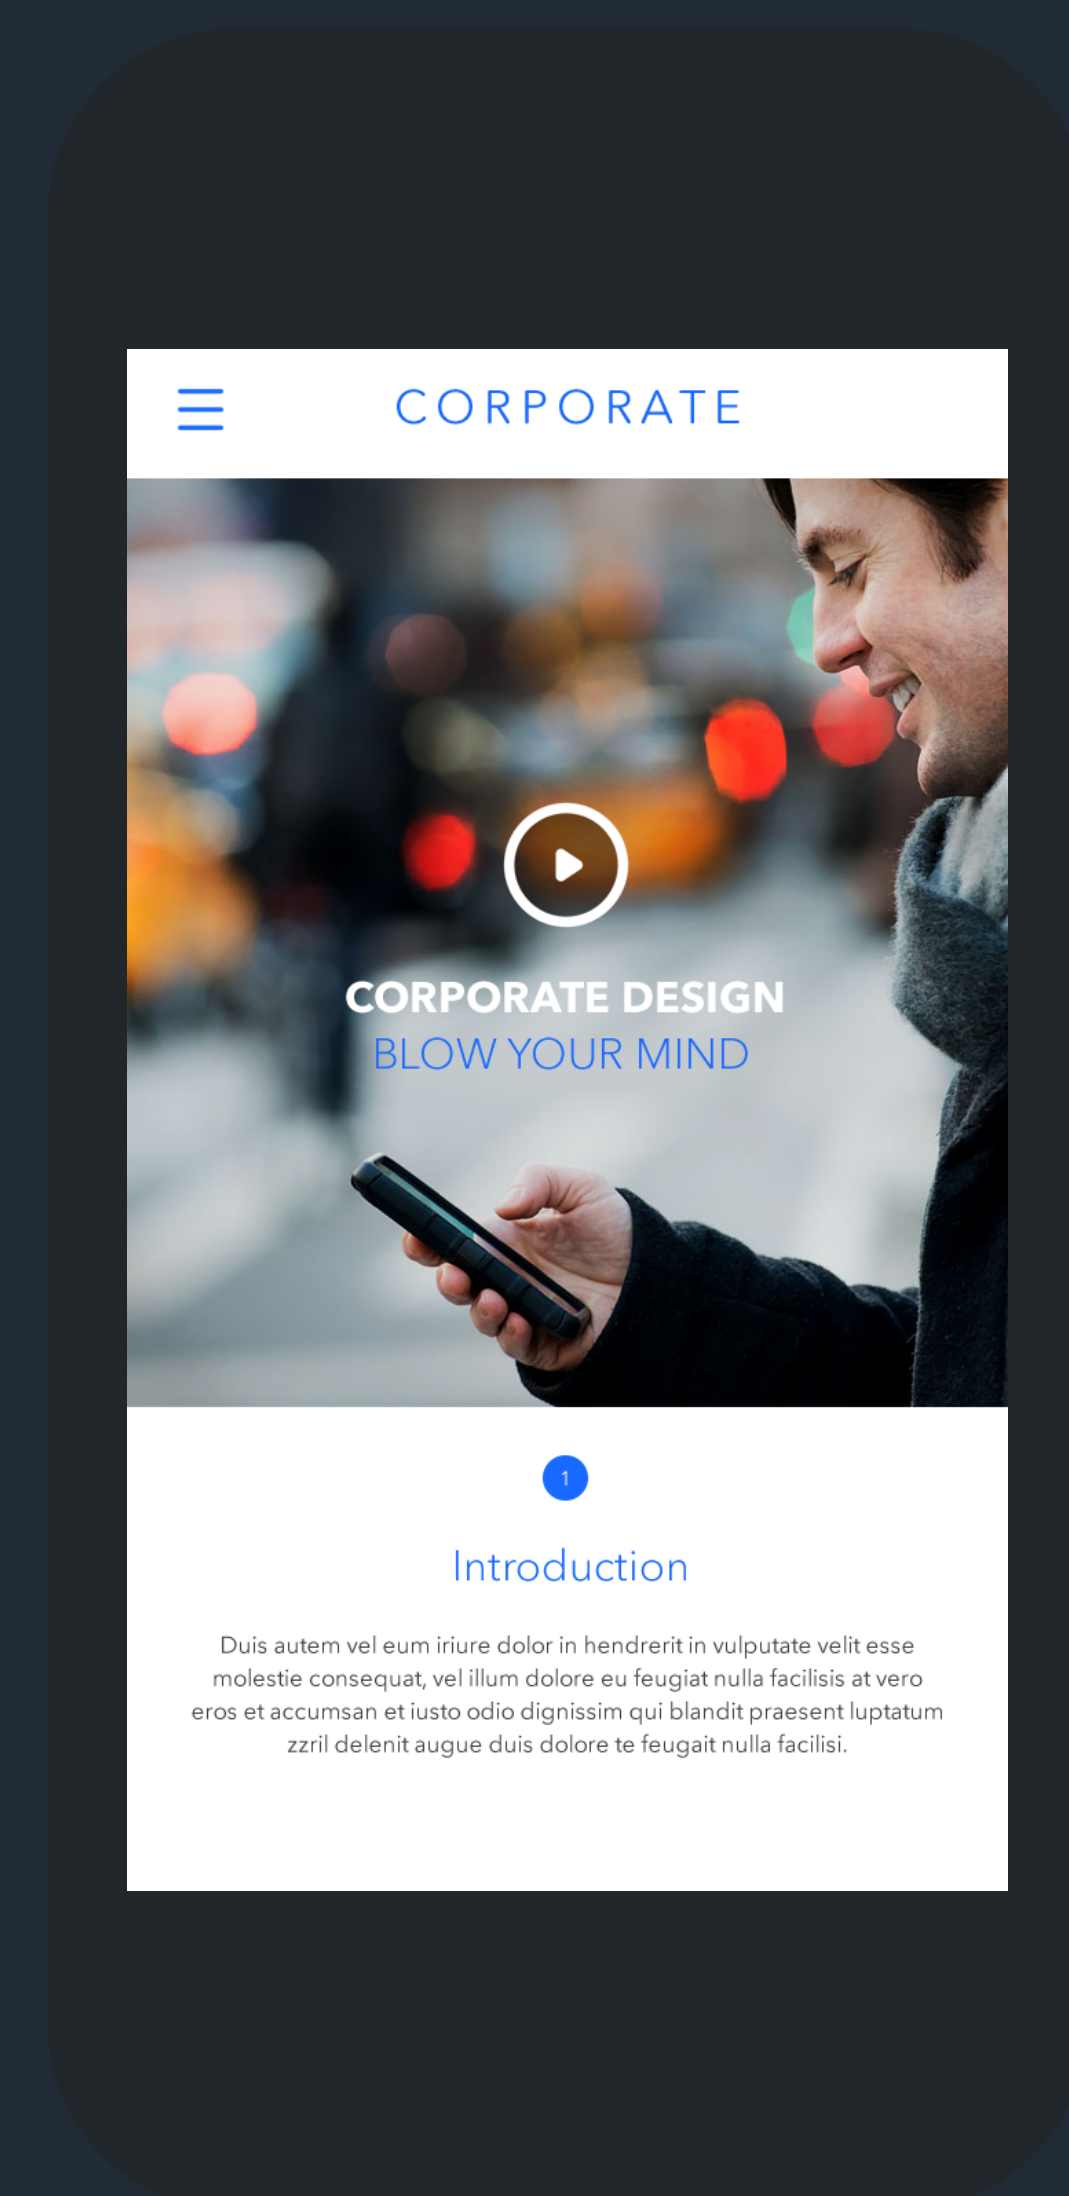 CORPORATE
CORPORATE DESIGN
BLOW YOUR MIND
1
Introduction
Duis autem vel eum iriure dolor in hendrerit in vulputate velit esse
molestie consequat, vel illum dolore eu feugiat nulla facilisis at vero
eros et accumsan et iusto odio dignissim qui blandit praesent luptatum
zzril delenit augue duis dolore te feugait nulla facilisi.